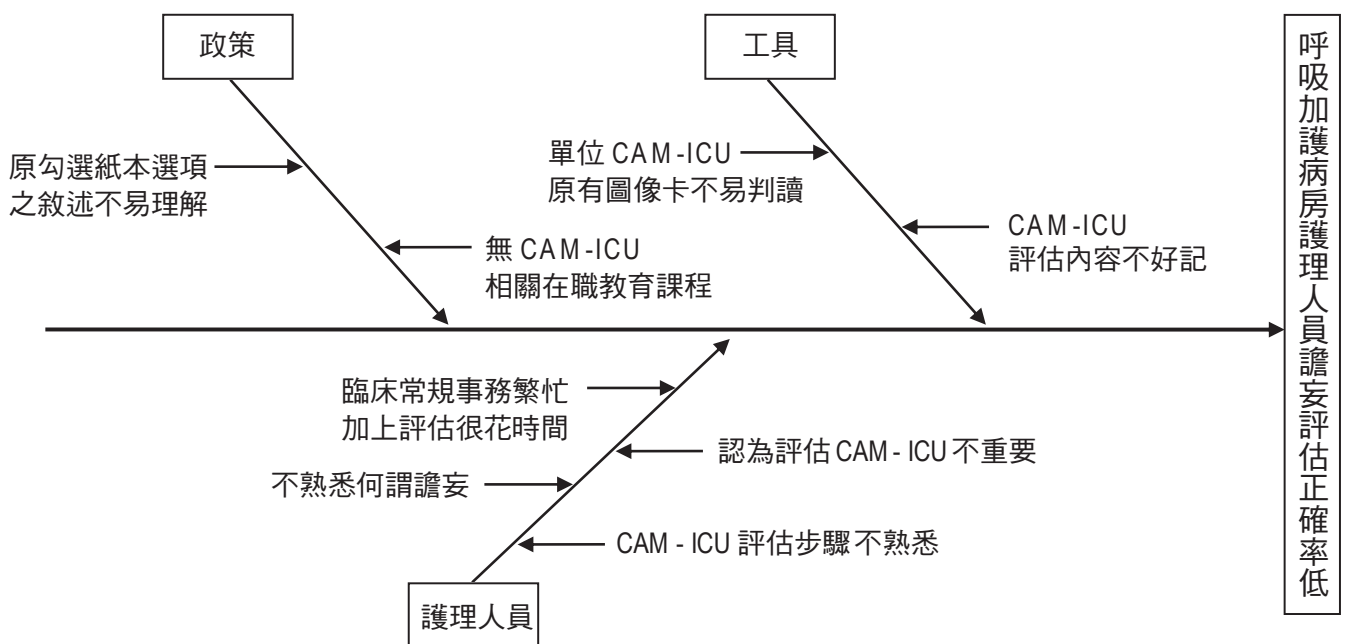 政策
工具
原勾選紙本選項
之敘述不易理解
無 CAM-ICU
相關在職教育課程
單位 CAM-ICU
原有圖像卡不易判讀
CAM-ICU
評估內容不好記
臨床常規事務繁忙
加上評估很花時間
認為評估 CAM- ICU 不重要
不熟悉何謂譫妄
CAM - ICU 評估步驟不熟悉
護理人員
呼吸加護病房護理人員譫妄評估正確率低